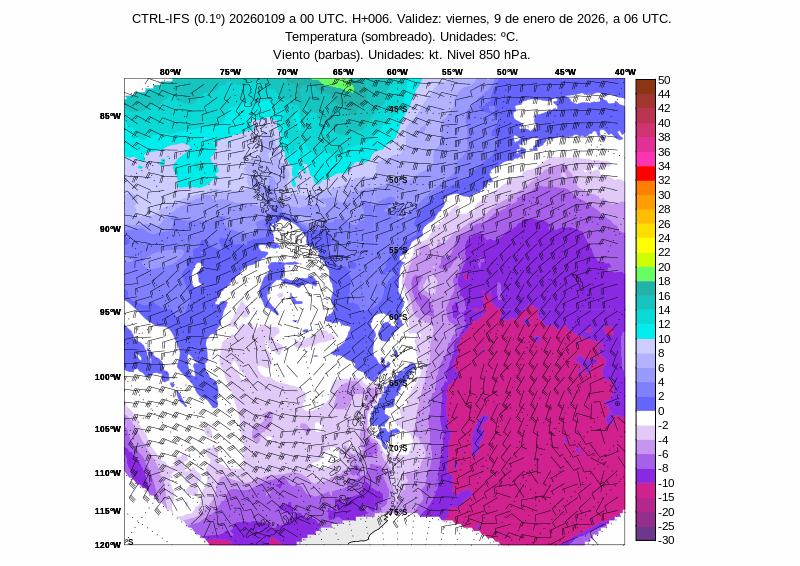 CTRL-IFS (0.1º) 20260109 a 00 UTC. H+006. Validez: viernes, 9 de enero de 2026, a 06 UTC.
Temperatura (sombreado). Unidades: ºC.
Viento (barbas). Unidades: kt. Nivel 850 hPa.
80ºW 75ºW 70ºW 65ºW 60ºW 55ºW 50ºW 45ºW 40ºW
50
44
42
40
38
36
34
32
30
28
26
24
22
20
18
16
14
12
10
8
6
4
2
0
-2
-4
-6
-8
-10
-15
-20
-25
-30
85ºW
90ºW
95ºW
100ºW
105ºW
110ºW
115ºW
120ºW
45ºS
50ºS
55ºS
60ºS
65ºS
70ºS
75ºS
ºS